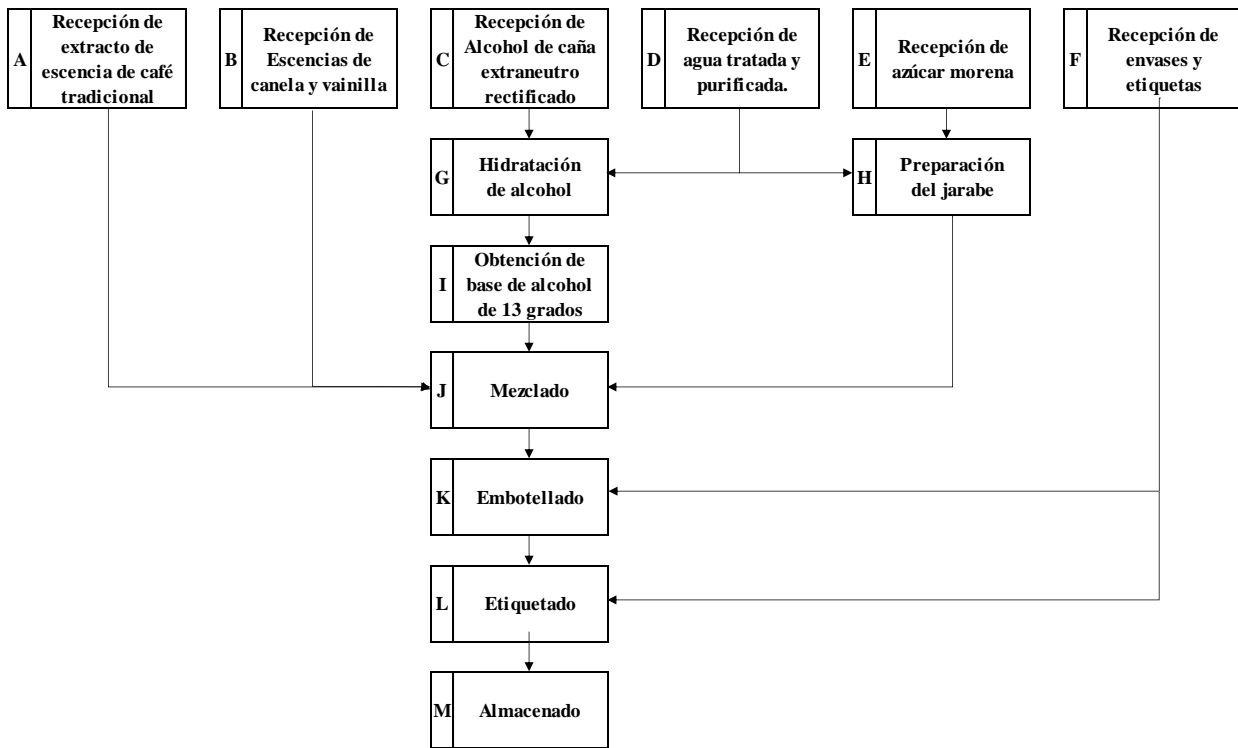 A
Recepción de
extracto de
escencia de café
tradicional
B
Recepción de
Escencias de
canela y vainilla
C
Recepción de
Alcohol de caña
extraneutro
rectificado
D
Recepción de
agua tratada y
purificada.
E
Recepción de
azúcar morena
F
Recepción de
envases y
etiquetas
G
Hidratación
de alcohol
H
Preparación
del jarabe
I
Obtención de
base de alcohol
de 13 grados
J
Mezclado
K
Embotellado
L
Etiquetado
M
Almacenado